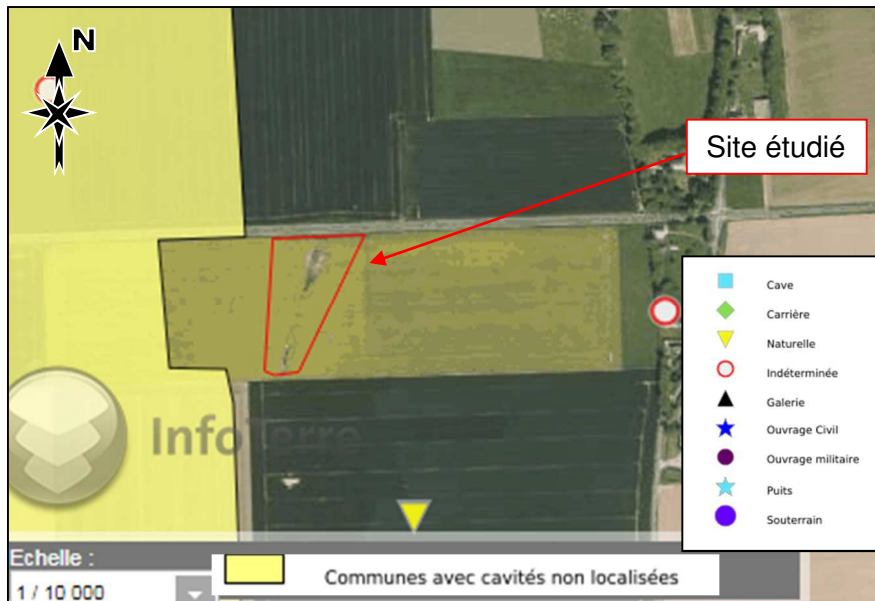 N
Site étudié
Cave
Carrière
Naturelle
Indéterminée
Galerie
Ouvrage Civil
Ouvrage militaire
Puits
Souterrain
InfoTerre
Echelle :
Communes avec cavités non localisées
1 / 10 000